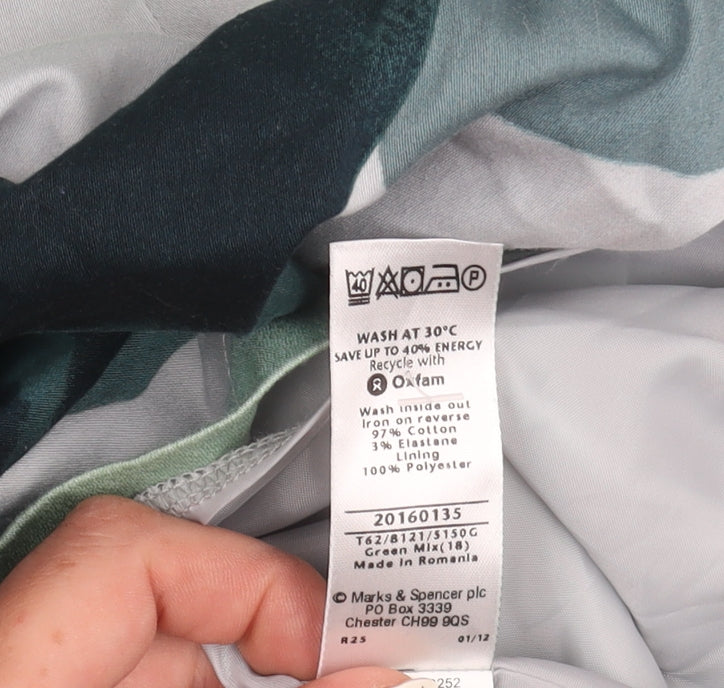 40 P
WASH AT 30°C
SAVE UP TO 40% ENERGY
Recycle with
Oxfam
Wash inside out
Iron on reverse
97% Cotton
3% Elastane
Lining
100% Polyester
20160135
T62/8121/5150G
Green Mix(18)
Made in Romania
© Marks & Spencer plc
PO Box 3339
Chester CH99 9QS
R25 01/12
252